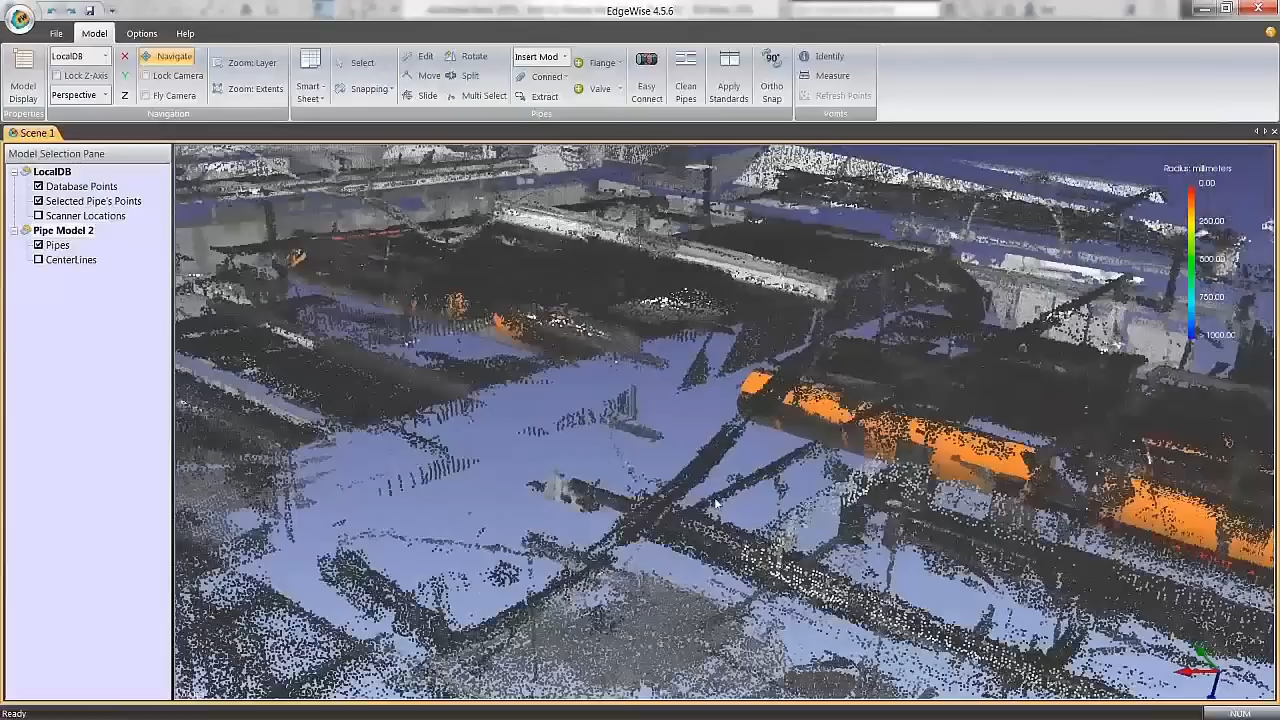 EdgeWise 4.5.6
File Model Options Help
LocalDB X Navigate Zoom: Layer Select Edit Rotate Insert Mod Flange Identify
Lock Z-Axis Y Lock Camera Snapping Move Split Connect Measure
Perspective Z Fly Camera Zoom: Extents Slide Multi Select Extract Valve Refresh Points
Model Display Smart Sheet Easy Connect Clean Pipes Apply Standards Ortho Snap 90°
Properties Navigation Pipes Points
Scene 1
Model Selection Pane
LocalDB
Database Points
Selected Pipe's Points
Scanner Locations
Pipe Model 2
Pipes
CenterLines
Radius: millimeters
0.00
250.00
500.00
750.00
> 1000.00
Ready NUM